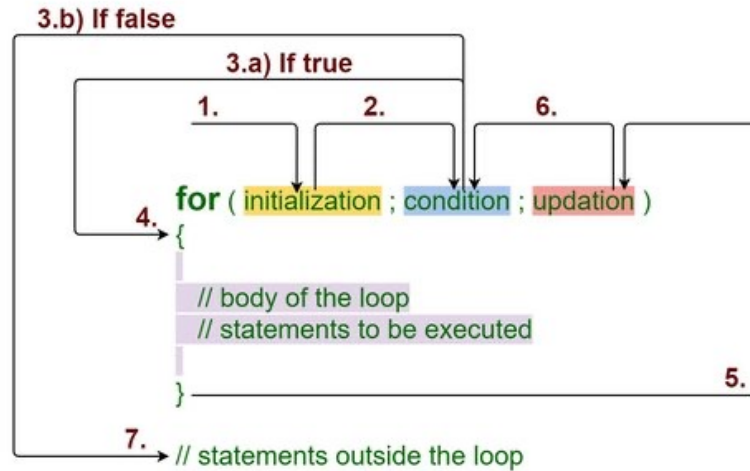 3.b) If false
3.a) If true
1. 2. 6.
for ( initialization ; condition ; updation )
4.
{
// body of the loop
// statements to be executed
}
5.
7.
// statements outside the loop